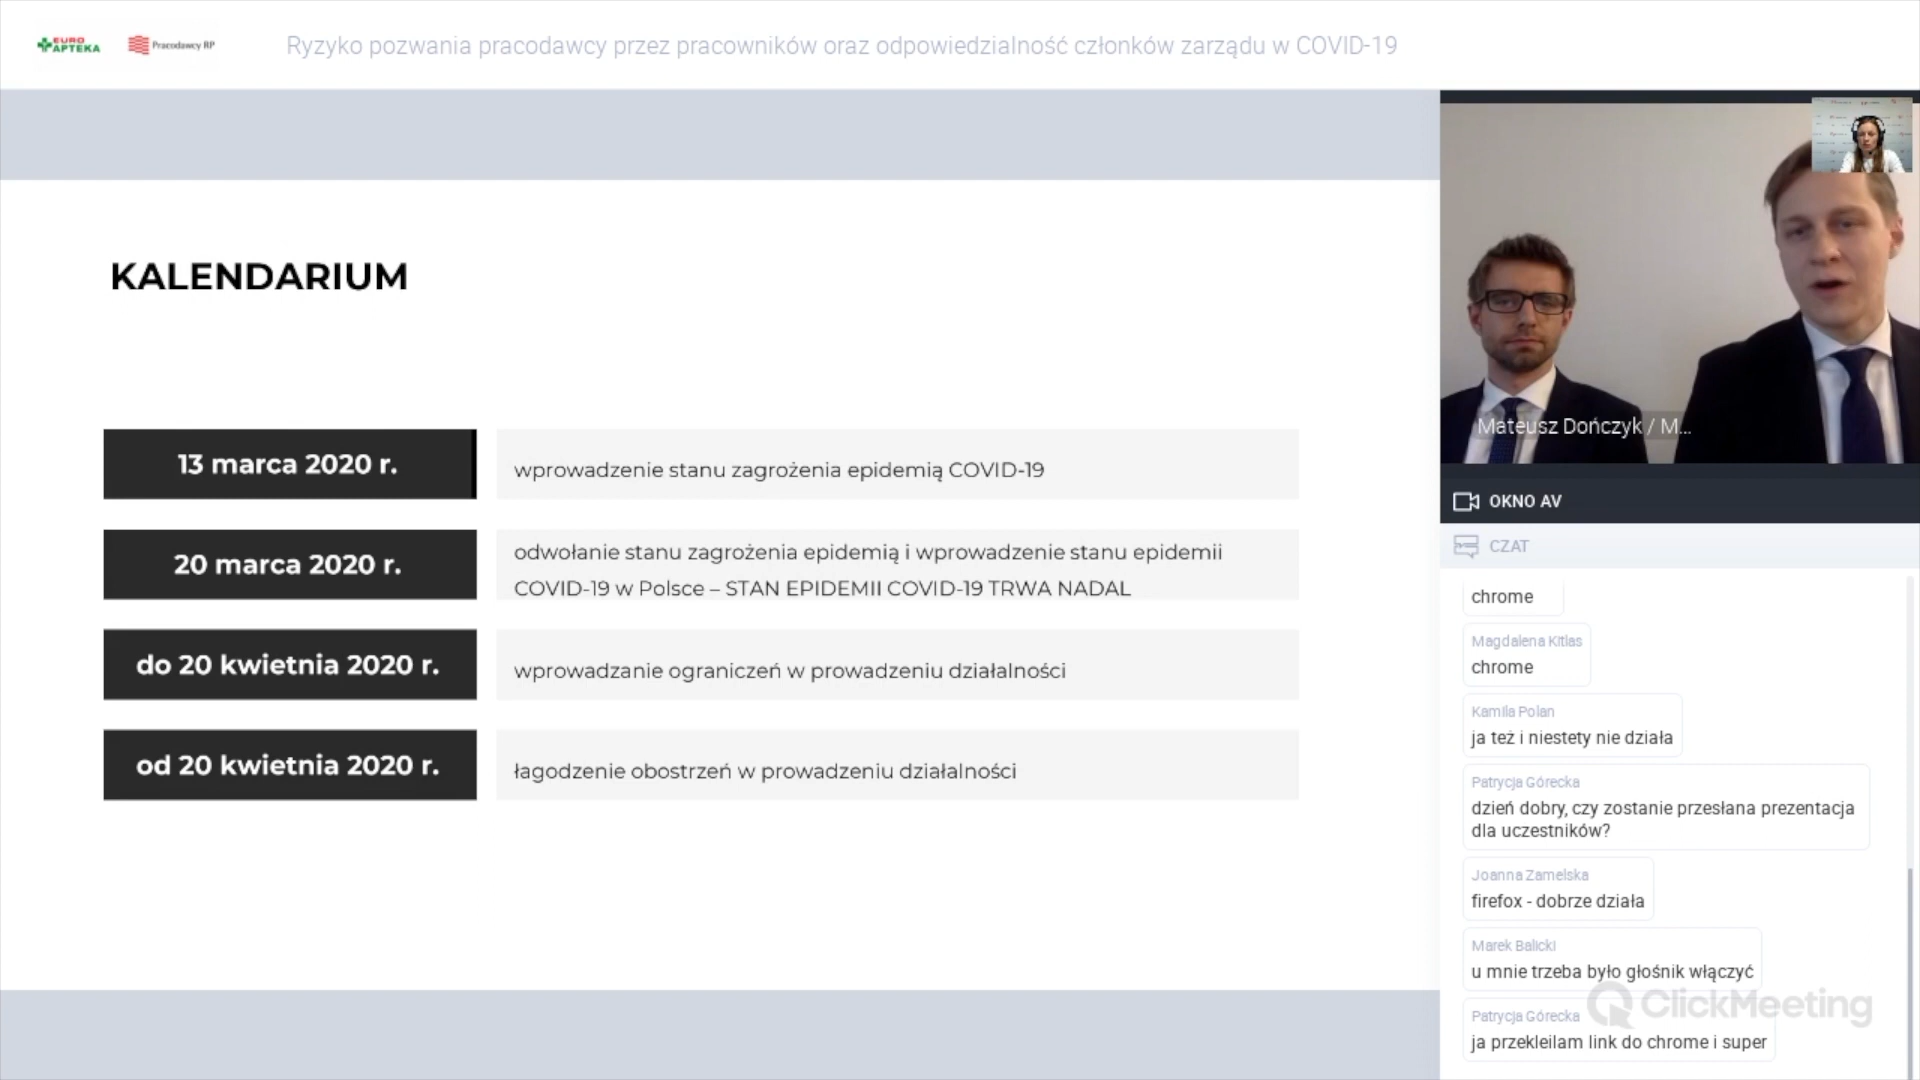 EURO
APTEKA
Pracodawcy RP
Ryzyko pozwania pracodawcy przez pracowników oraz odpowiedzialność członków zarządu w COVID-19
KALENDARIUM
13 marca 2020 r.
wprowadzenie stanu zagrożenia epidemią COVID-19
20 marca 2020 r.
odwołanie stanu zagrożenia epidemią i wprowadzenie stanu epidemii
COVID-19 w Polsce – STAN EPIDEMII COVID-19 TRWA NADAL
do 20 kwietnia 2020 r.
wprowadzanie ograniczeń w prowadzeniu działalności
od 20 kwietnia 2020 r.
łagodzenie obostrzeń w prowadzeniu działalności
Mateusz Dończyk / M...
OKNO AV
CZAT
chrome
Magdalena Kitlas
chrome
Kamila Polan
ja też i niestety nie działa
Patrycja Górecka
dzień dobry, czy zostanie przesłana prezentacja
dla uczestników?
Joanna Zamelska
firefox - dobrze działa
Marek Balicki
u mnie trzeba było głośnik włączyć
Patrycja Górecka
ja przekleilam link do chrome i super
ClickMeeting